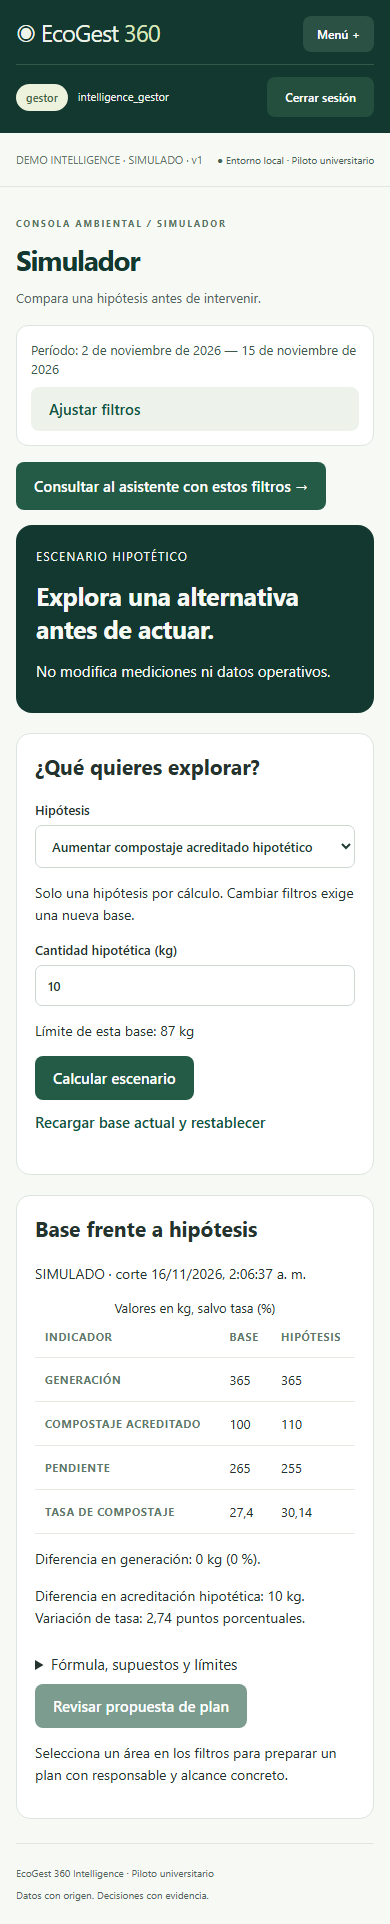 EcoGest 360
Menú +
gestor
intelligence_gestor
Cerrar sesión
DEMO INTELLIGENCE · SIMULADO · v1
● Entorno local · Piloto universitario
CONSOLA AMBIENTAL / SIMULADOR
Simulador
Compara una hipótesis antes de intervenir.
Período: 2 de noviembre de 2026 — 15 de noviembre de
2026
Ajustar filtros
Consultar al asistente con estos filtros →
ESCENARIO HIPOTÉTICO
Explora una alternativa
antes de actuar.
No modifica mediciones ni datos operativos.
¿Qué quieres explorar?
Hipótesis
Aumentar compostaje acreditado hipotético
Solo una hipótesis por cálculo. Cambiar filtros exige
una nueva base.
Cantidad hipotética (kg)
10
Límite de esta base: 87 kg
Calcular escenario
Recargar base actual y restablecer
Base frente a hipótesis
SIMULADO · corte 16/11/2026, 2:06:37 a. m.
Valores en kg, salvo tasa (%)
INDICADOR BASE HIPÓTESIS
GENERACIÓN 365 365
COMPOSTAJE ACREDITADO 100 110
PENDIENTE 265 255
TASA DE COMPOSTAJE 27,4 30,14
Diferencia en generación: 0 kg (0 %).
Diferencia en acreditación hipotética: 10 kg.
Variación de tasa: 2,74 puntos porcentuales.
▶ Fórmula, supuestos y límites
Revisar propuesta de plan
Selecciona un área en los filtros para preparar un
plan con responsable y alcance concreto.
EcoGest 360 Intelligence · Piloto universitario
Datos con origen. Decisiones con evidencia.